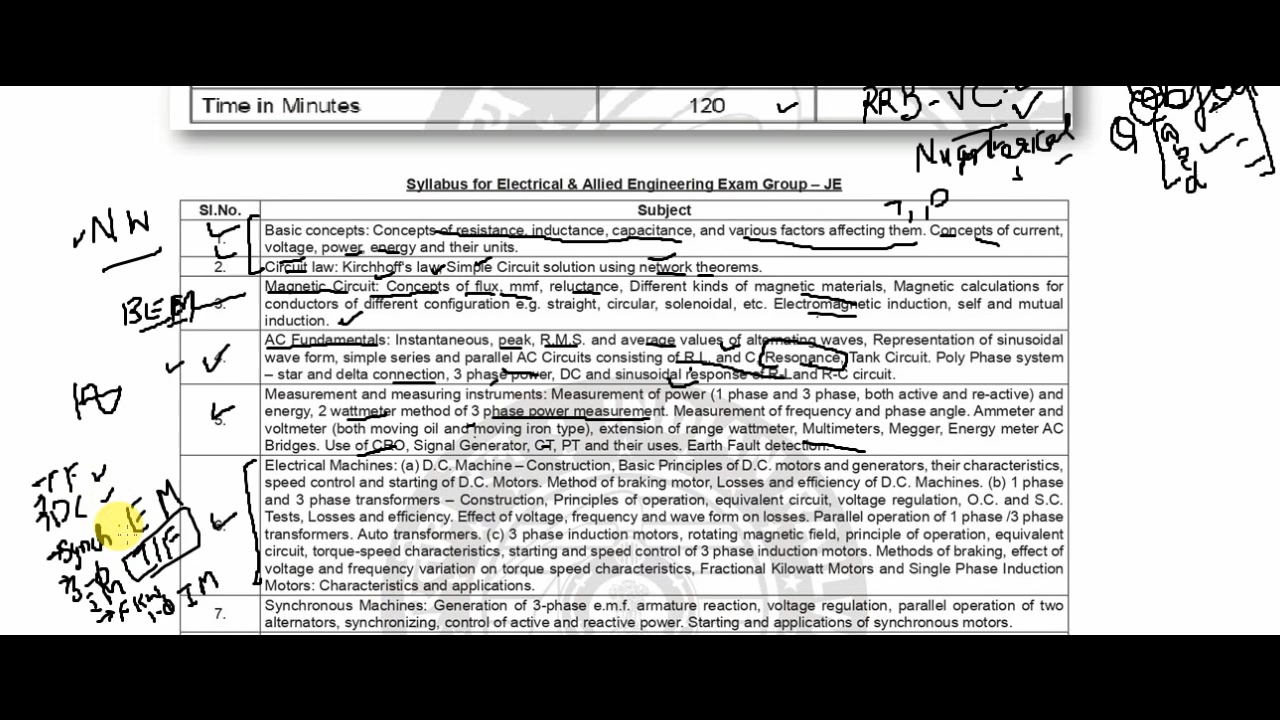 Time in Minutes 120 RRB - VC
Numerical
Syllabus for Electrical & Allied Engineering Exam Group – JE
Sl.No. Subject
NW
1. Basic concepts: Concepts of resistance, inductance, capacitance, and various factors affecting them. Concepts of current,
voltage, power, energy and their units.
2. Circuit law: Kirchhoff's law, Simple Circuit solution using network theorems.
3. Magnetic Circuit: Concepts of flux, mmf, reluctance, Different kinds of magnetic materials, Magnetic calculations for
conductors of different configuration e.g. straight, circular, solenoidal, etc. Electromagnetic induction, self and mutual
induction.
AC Fundamentals: Instantaneous, peak, R.M.S. and average values of alternating waves, Representation of sinusoidal
wave form, simple series and parallel AC Circuits consisting of R.L. and C, Resonance, Tank Circuit. Poly Phase system
– star and delta connection, 3 phase power, DC and sinusoidal response of R-L and R-C circuit.
5. Measurement and measuring instruments: Measurement of power (1 phase and 3 phase, both active and re-active) and
energy, 2 wattmeter method of 3 phase power measurement. Measurement of frequency and phase angle. Ammeter and
voltmeter (both moving oil and moving iron type), extension of range wattmeter, Multimeters, Megger, Energy meter AC
Bridges. Use of CRO, Signal Generator, CT, PT and their uses. Earth Fault detection.
Electrical Machines: (a) D.C. Machine – Construction, Basic Principles of D.C. motors and generators, their characteristics,
speed control and starting of D.C. Motors. Method of braking motor, Losses and efficiency of D.C. Machines. (b) 1 phase
and 3 phase transformers – Construction, Principles of operation, equivalent circuit, voltage regulation, O.C. and S.C.
Tests, Losses and efficiency. Effect of voltage, frequency and wave form on losses. Parallel operation of 1 phase /3 phase
transformers. Auto transformers. (c) 3 phase induction motors, rotating magnetic field, principle of operation, equivalent
circuit, torque-speed characteristics, starting and speed control of 3 phase induction motors. Methods of braking, effect of
voltage and frequency variation on torque speed characteristics, Fractional Kilowatt Motors and Single Phase Induction
Motors: Characteristics and applications.
EM
Synch
IM
7. Synchronous Machines: Generation of 3-phase e.m.f. armature reaction, voltage regulation, parallel operation of two
alternators, synchronizing, control of active and reactive power. Starting and applications of synchronous motors.